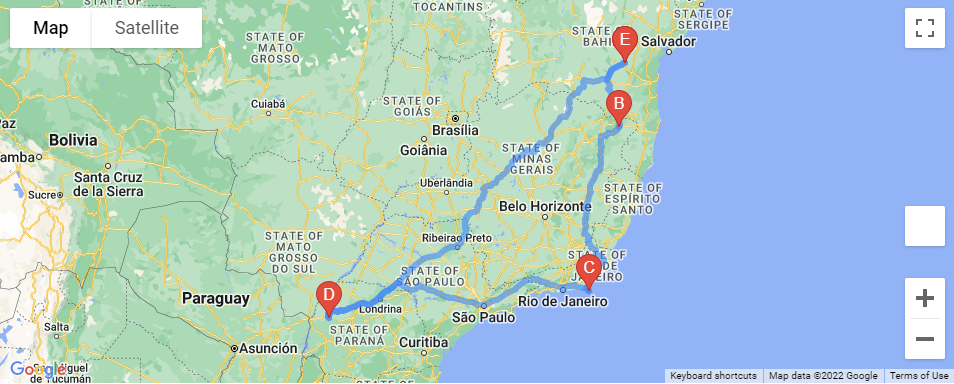 Map
Satellite
TOCANTINS
STATE OF
SERGIPE
STATE OF
MATO
GROSSO
STATE OF
BAHIA
E
Salvador
Cuiabá
STATE OF
GOIÁS
B
Brasília
Goiânia
Bolivia
STATE OF
MINAS
GERAIS
Santa Cruz
de la Sierra
Uberlândia
STATE OF
ESPÍRITO
SANTO
Sucre
Belo Horizonte
STATE OF
MATO
GROSSO
DO SUL
Ribeirao Preto
STATE OF
JANEIRO
C
STATE OF
SÃO PAULO
D
Paraguay
Londrina
Rio de Janeiro
São Paulo
Salta
STATE OF
PARANÁ
Curitiba
Asunción
Google
de Tucumán
Keyboard shortcuts
Map data ©2022 Google
Terms of Use